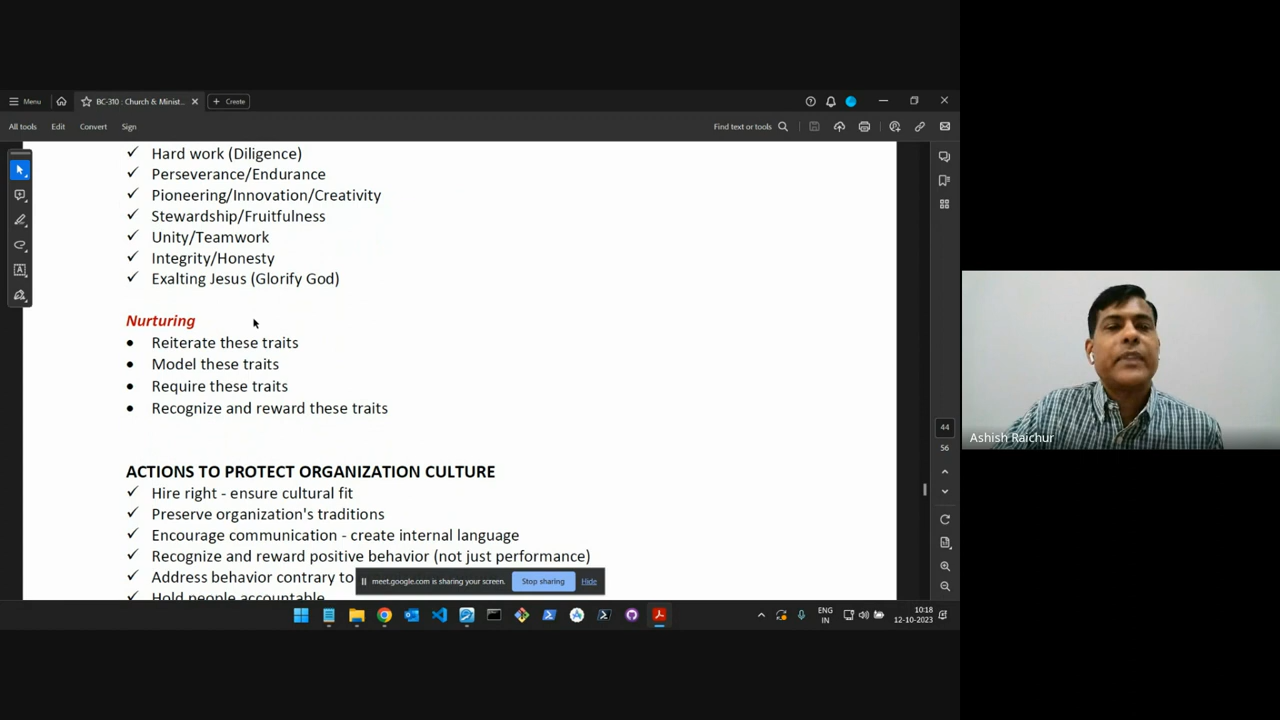 Menu
BC-310 : Church & Minist...
Create
All tools
Edit
Convert
Sign
Find text or tools
Hard work (Diligence)
Perseverance/Endurance
Pioneering/Innovation/Creativity
Stewardship/Fruitfulness
Unity/Teamwork
Integrity/Honesty
Exalting Jesus (Glorify God)
Nurturing
Reiterate these traits
Model these traits
Require these traits
Recognize and reward these traits
ACTIONS TO PROTECT ORGANIZATION CULTURE
Hire right - ensure cultural fit
Preserve organization's traditions
Encourage communication - create internal language
Recognize and reward positive behavior (not just performance)
Address behavior contrary to
Hold people accountable
44
56
meet.google.com is sharing your screen.
Stop sharing
Hide
ENG
IN
10:18
12-10-2023
Ashish Raichur